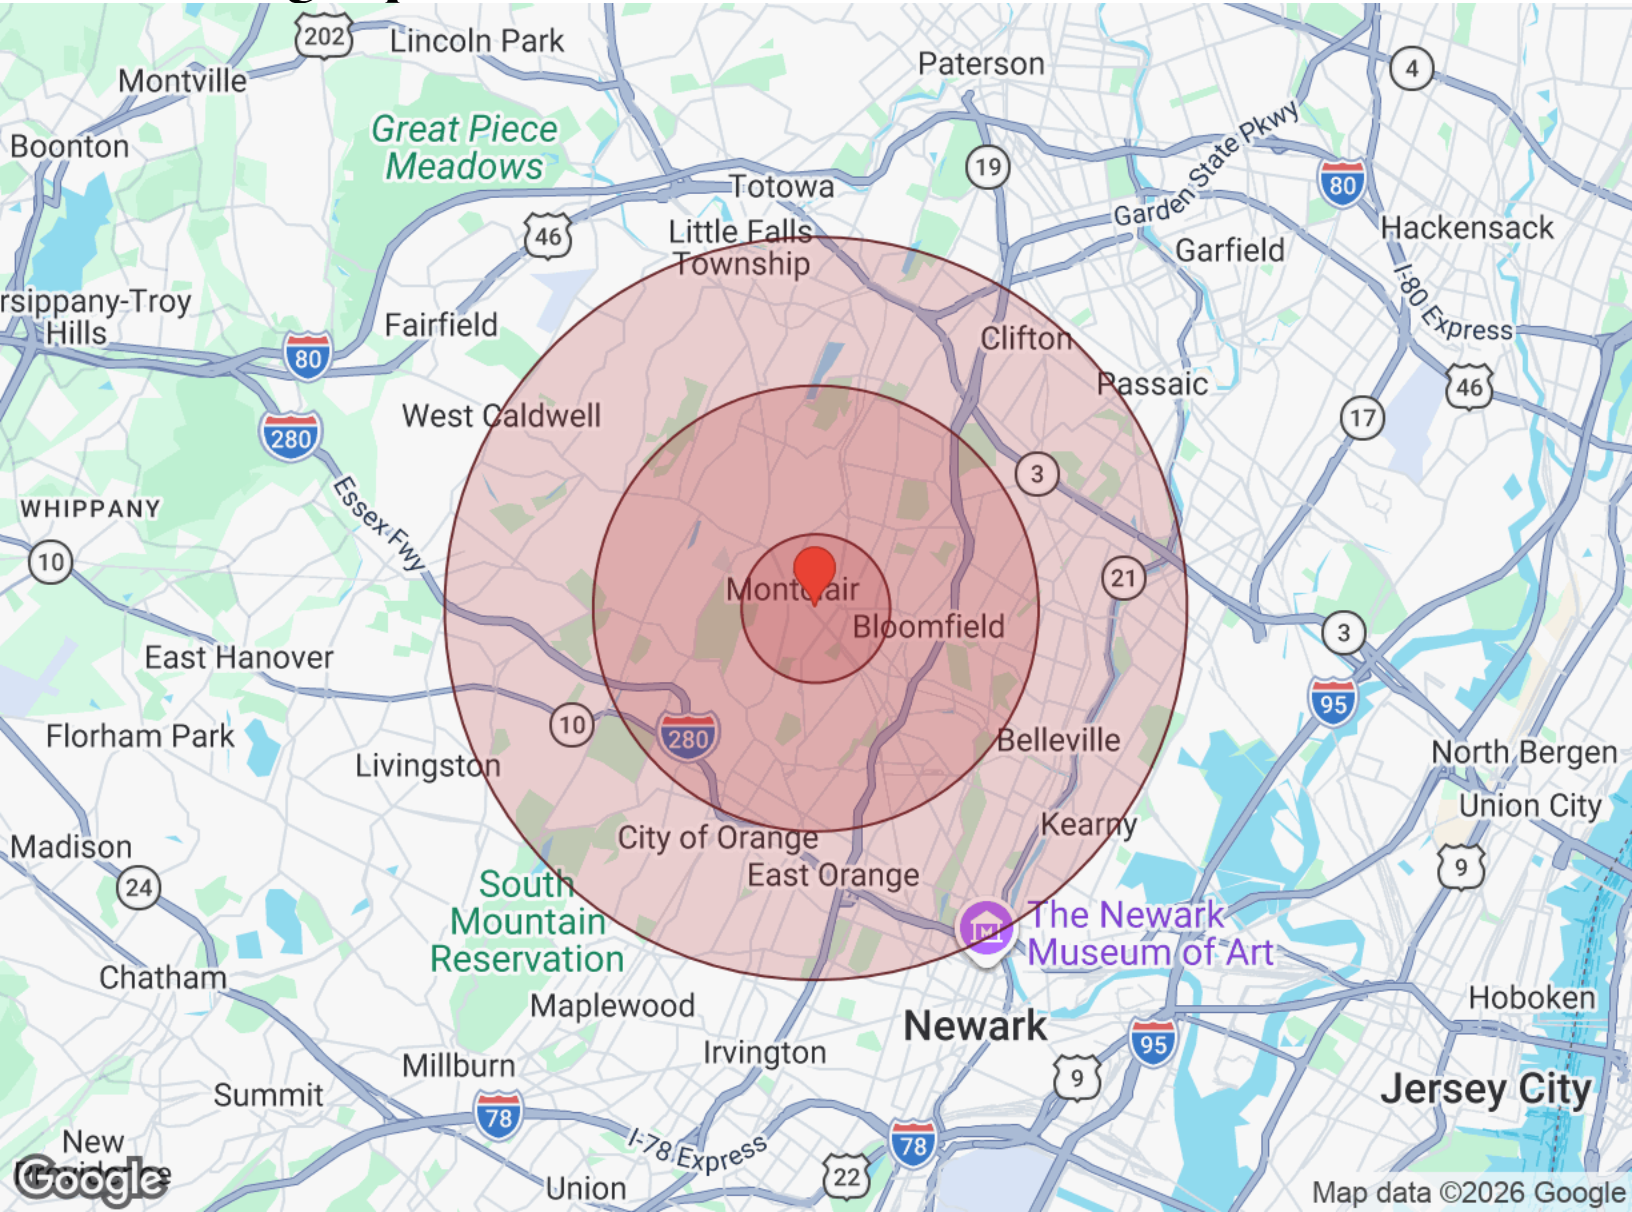 202
Lincoln Park
Montville
Paterson
4
Great Piece
Meadows
Boonton
19
Garden State Pkwy
80
Totowa
46
Little Falls
Township
Hackensack
Garfield
rsippany-Troy
Hills
Fairfield
80
I-80 Express
Clifton
Passaic
46
West Caldwell
17
280
3
WHIPPANY
Essex Fwy
10
21
Montclair
Bloomfield
3
East Hanover
95
10
280
Florham Park
Belleville
North Bergen
Livingston
Union City
Kearny
City of Orange
Madison
East Orange
9
24
South
Mountain
Reservation
The Newark
Museum of Art
Chatham
Maplewood
Hoboken
Newark
Irvington
95
Millburn
9
Jersey City
Summit
78
I-78 Express
78
New
Providence
22
Google
Union
Map data ©2026 Google